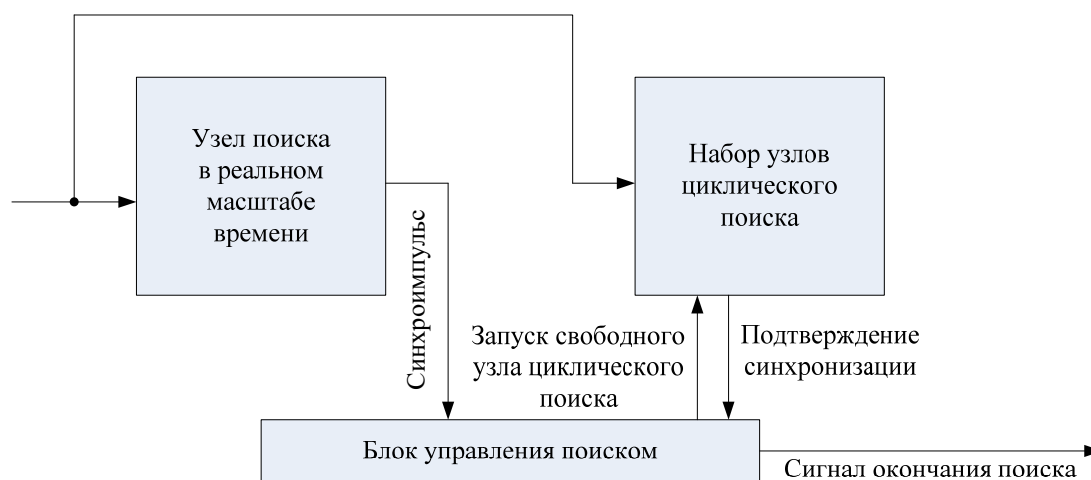 Узел поиска
в реальном
масштабе
времени
Набор узлов
циклического
поиска
Синхроимпульс
Запуск свободного
узла циклического
поиска
Подтверждение
синхронизации
Блок управления поиском
Сигнал окончания поиска